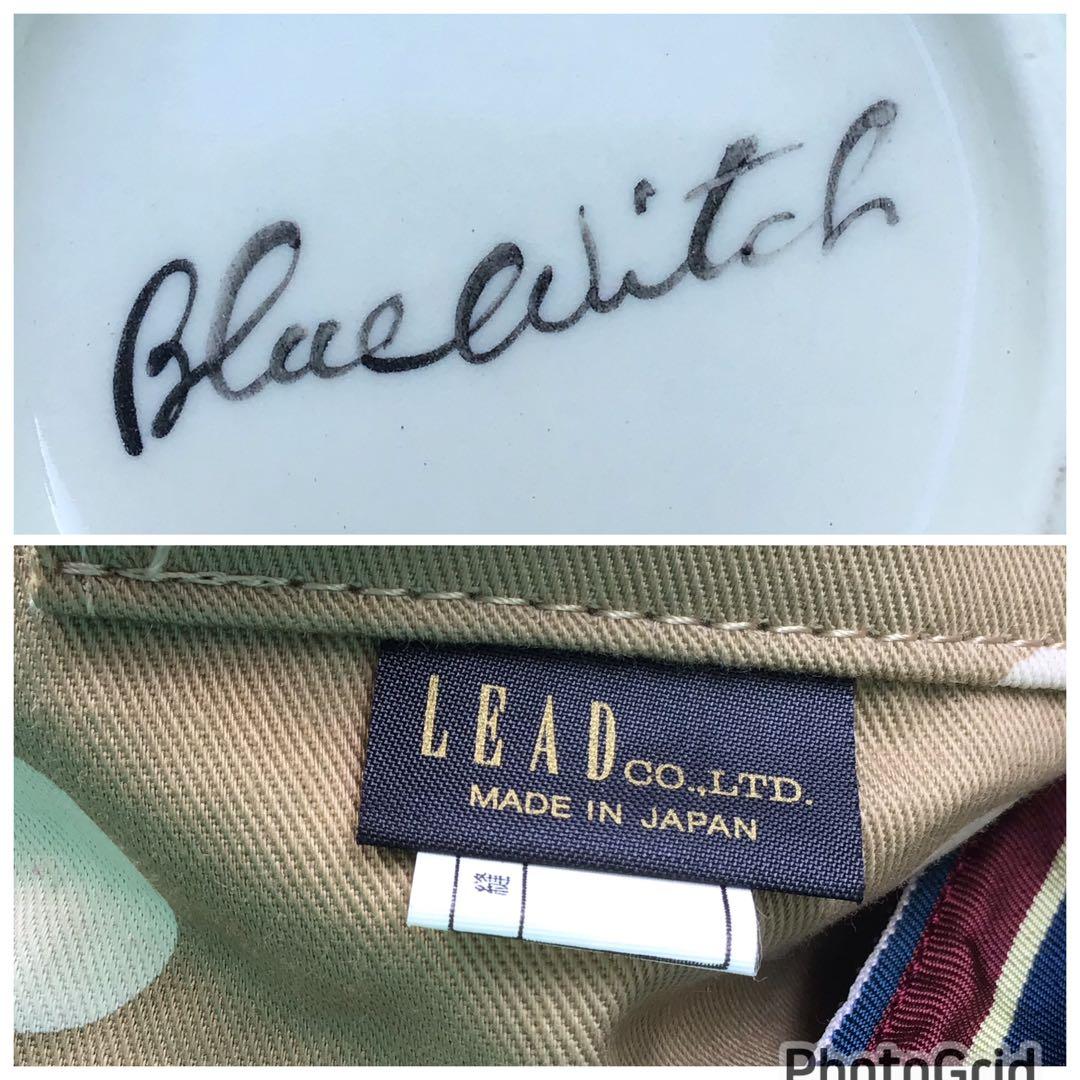 BlueWitch
LEAD CO.,LTD.
MADE IN JAPAN
縫
PhotoGrid